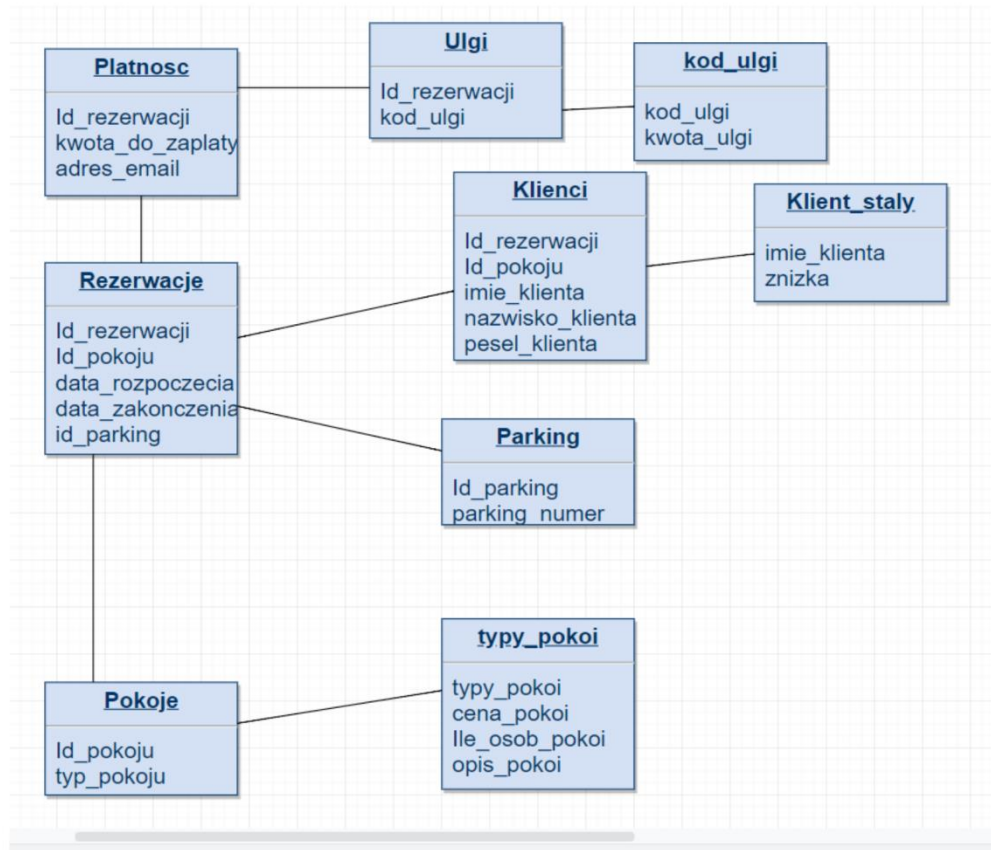 Platnosc
Id_rezerwacji
kwota_do_zaplaty
adres_email
Ulgi
Id_rezerwacji
kod_ulgi
kod_ulgi
kod_ulgi
kwota_ulgi
Rezerwacje
Id_rezerwacji
Id_pokoju
data_rozpoczecia
data_zakonczenia
id_parking
Klienci
Id_rezerwacji
Id_pokoju
imie_klienta
nazwisko_klienta
pesel_klienta
Klient_staly
imie_klienta
znizka
Parking
Id_parking
parking_numer
Pokoje
Id_pokoju
typ_pokoju
typy_pokoi
typy_pokoi
cena_pokoi
Ile_osob_pokoi
opis_pokoi